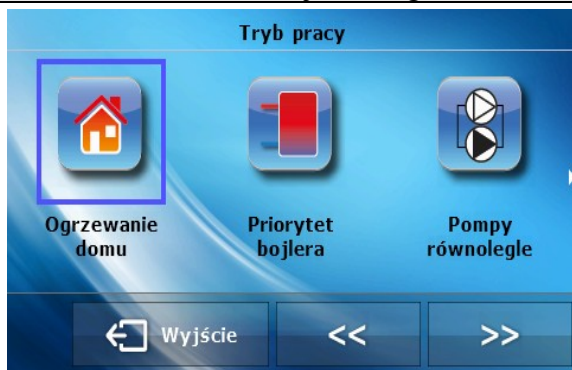 Tryb pracy
Ogrzewanie
domu
Priorytet
bojlera
Pompy
równolegle
Wyjście
<<
>>